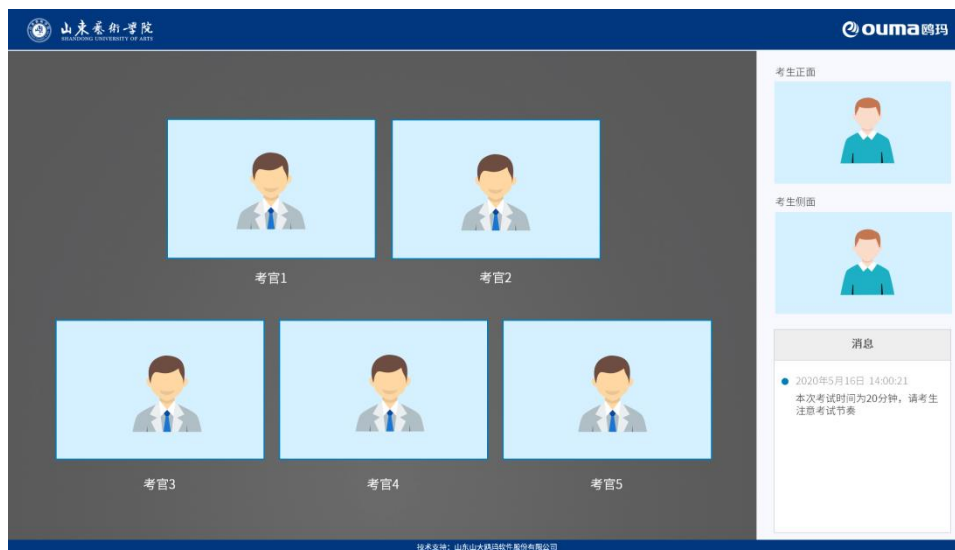 山东艺术学院
SHANDONG UNIVERSITY OF ARTS
ouma鸥玛
考生正面
考官1
考官2
考生侧面
消息
2020年5月16日 14:00:21
本次考试时间为20分钟，请考生
注意考试节奏
考官3
考官4
考官5
技术支持：山东山大鸥玛软件股份有限公司